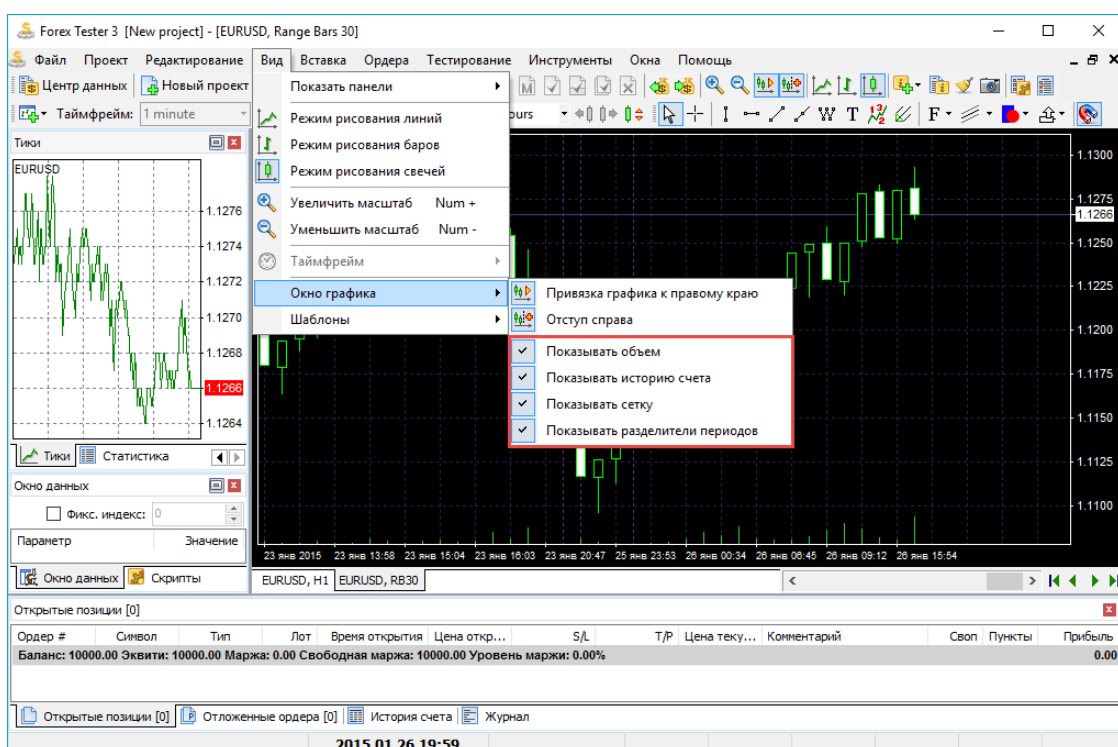 Forex Tester 3 [New project] - [EURUSD, Range Bars 30]
Файл Проект Редактирование Вид Вставка Ордера Тестирование Инструменты Окна Помощь
Центр данных Новый проект
Таймфрейм: 1 minute ours
W T F
Тики
EURUSD
1.1276
1.1274
1.1272
1.1270
1.1268
1.1266
1.1264
Тики Статистика
Окно данных
Фикс. индекс: 0
Параметр Значение
Окно данных Скрипты
Показать панели
Режим рисования линий
Режим рисования баров
Режим рисования свечей
Увеличить масштаб Num +
Уменьшить масштаб Num -
Таймфрейм
Окно графика
Шаблоны
Привязка графика к правому краю
Отступ справа
Показывать объем
Показывать историю счета
Показывать сетку
Показывать разделители периодов
1.1300
1.1275
1.1266
1.1250
1.1225
1.1200
1.1175
1.1150
1.1125
1.1100
23 янв 2015 23 янв 13:58 23 янв 15:04 23 янв 16:03 23 янв 20:47 25 янв 23:53 26 янв 00:34 26 янв 06:45 26 янв 09:12 26 янв 15:54
EURUSD, H1 EURUSD, RB30
Открытые позиции [0]
Ордер # Символ Тип Лот Время открытия Цена откр... S/L T/P Цена теку... Комментарий Своп Пункты Прибыль
Баланс: 10000.00 Эквити: 10000.00 Маржа: 0.00 Свободная маржа: 10000.00 Уровень маржи: 0.00% 0.00
Открытые позиции [0] Отложенные ордера [0] История счета Журнал
2015.01.26 19:59